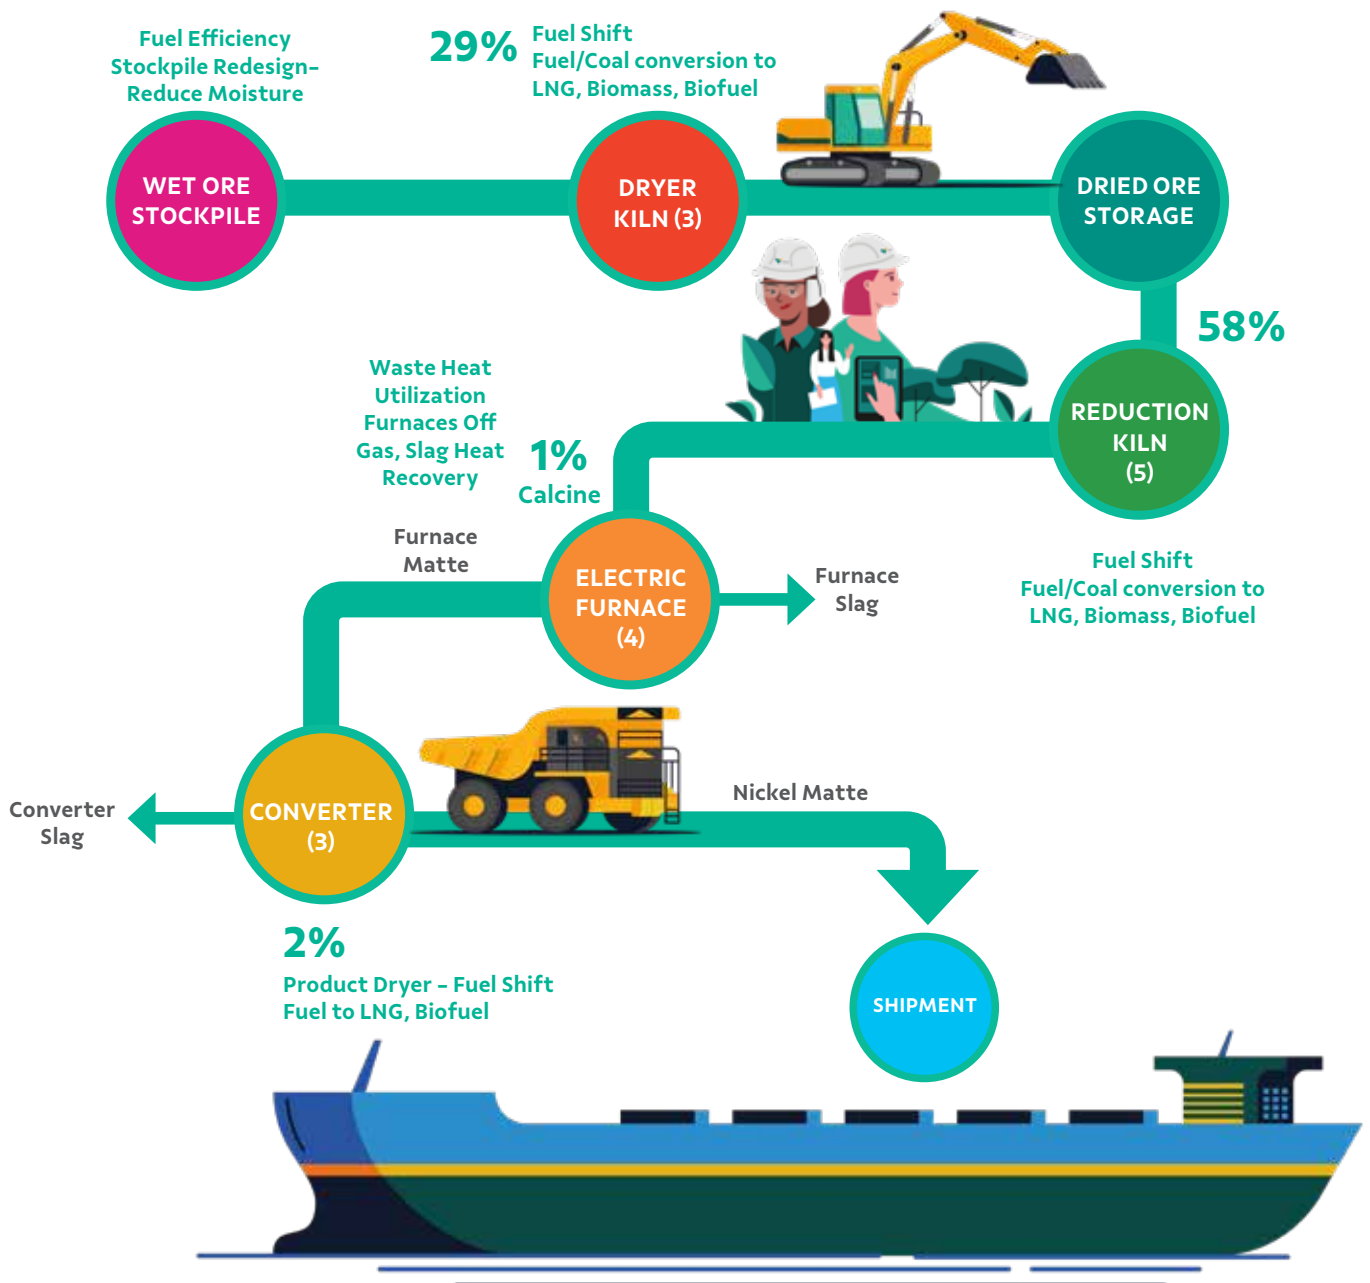 Fuel Efficiency
Stockpile Redesign–
Reduce Moisture
29%
Fuel Shift
Fuel/Coal conversion to
LNG, Biomass, Biofuel
WET ORE
STOCKPILE
DRYER
KILN (3)
DRIED ORE
STORAGE
58%
REDUCTION
KILN
(5)
Fuel Shift
Fuel/Coal conversion to
LNG, Biomass, Biofuel
Waste Heat
Utilization
Furnaces Off
Gas, Slag Heat
Recovery
1%
Calcine
Furnace
Matte
ELECTRIC
FURNACE
(4)
Furnace
Slag
Converter
Slag
CONVERTER
(3)
Nickel Matte
2%
Product Dryer – Fuel Shift
Fuel to LNG, Biofuel
SHIPMENT